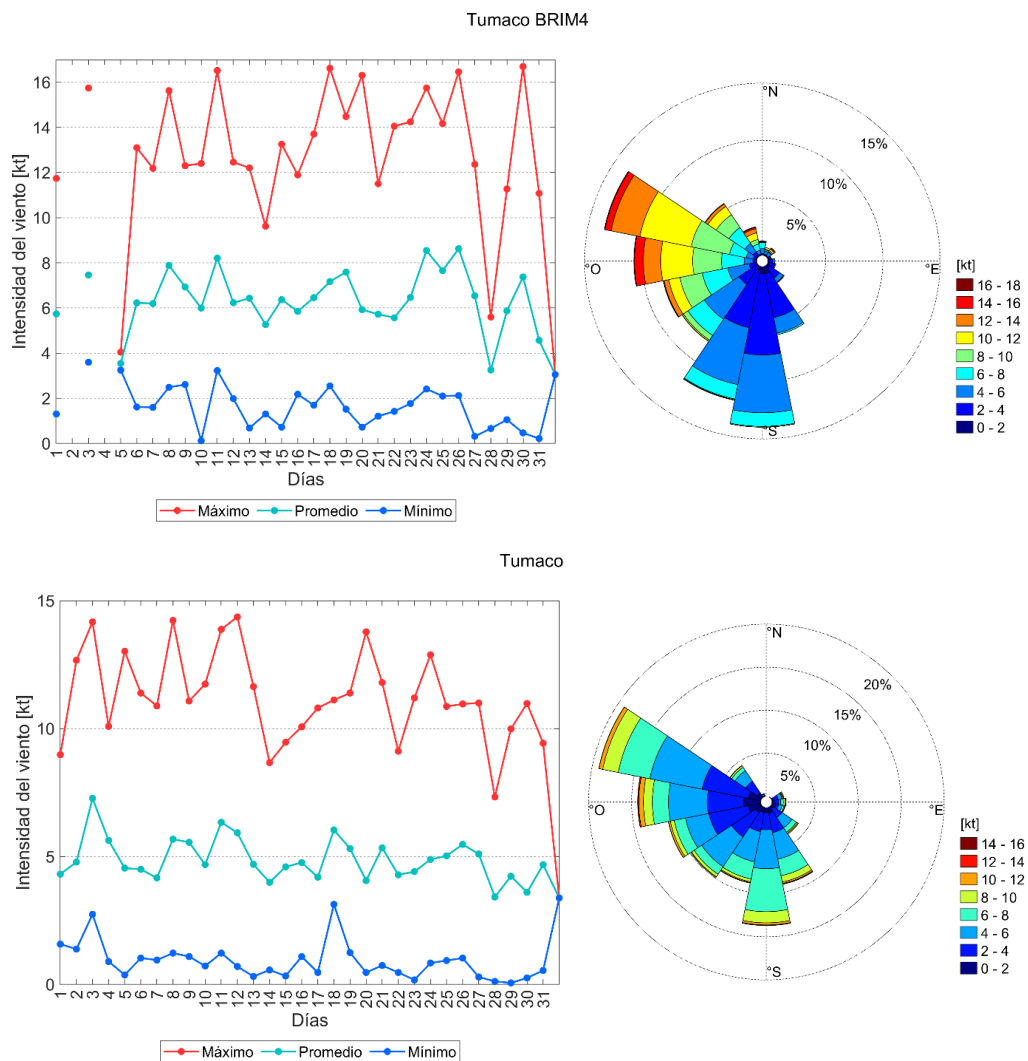 Tumaco BRIM4
Intensidad del viento [kt]
16
14
12
10
8
6
4
2
0
1 2 3 4 5 6 7 8 9 10 11 12 13 14 15 16 17 18 19 20 21 22 23 24 25 26 27 28 29 30 31
Días
Máximo Promedio Mínimo
°N
15%
10%
5%
°O
°E
°S
[kt]
16 - 18
14 - 16
12 - 14
10 - 12
8 - 10
6 - 8
4 - 6
2 - 4
0 - 2
Tumaco
Intensidad del viento [kt]
15
10
5
0
1 2 3 4 5 6 7 8 9 10 11 12 13 14 15 16 17 18 19 20 21 22 23 24 25 26 27 28 29 30 31
Días
Máximo Promedio Mínimo
°N
20%
15%
10%
5%
°O
°E
°S
[kt]
14 - 16
12 - 14
10 - 12
8 - 10
6 - 8
4 - 6
2 - 4
0 - 2